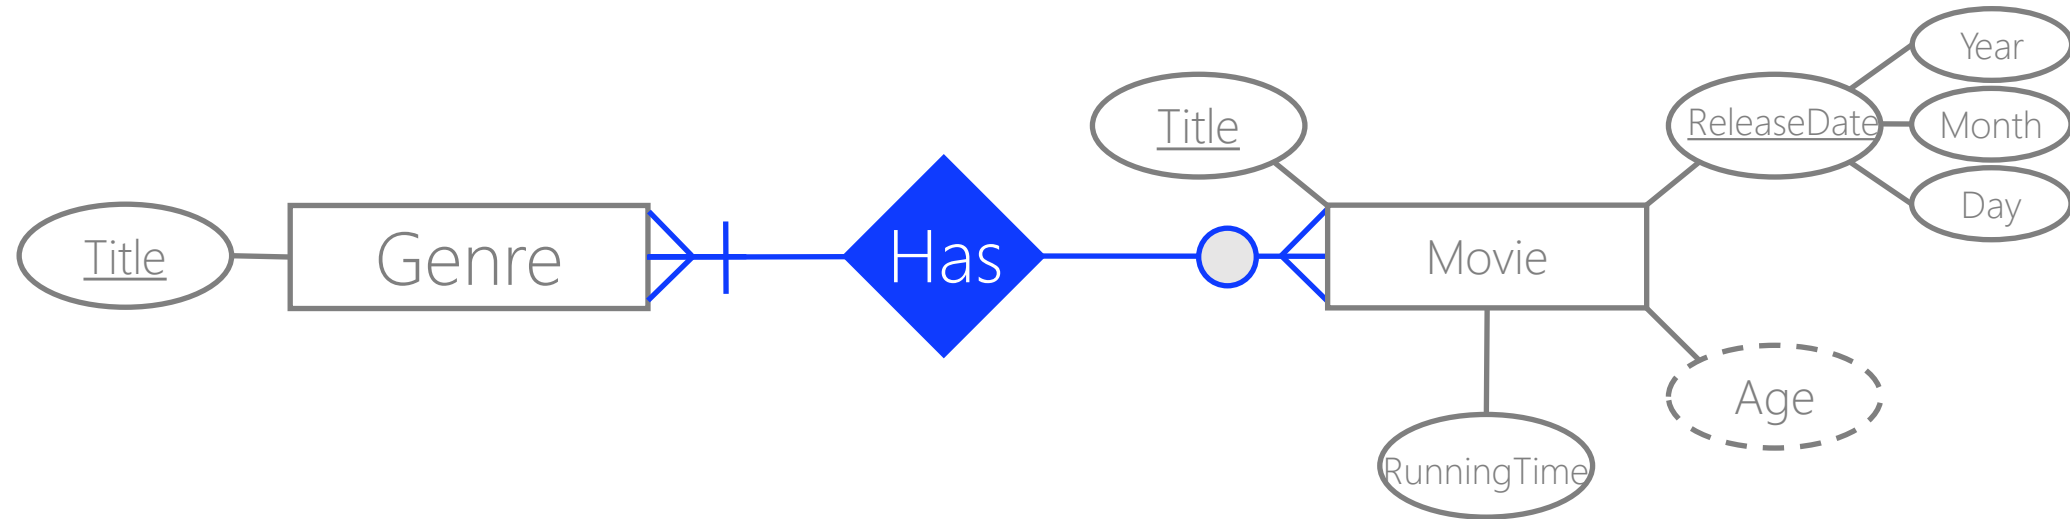 Year
Title
ReleaseDate
Month
Day
Title
Genre
Has
Movie
Age
RunningTime